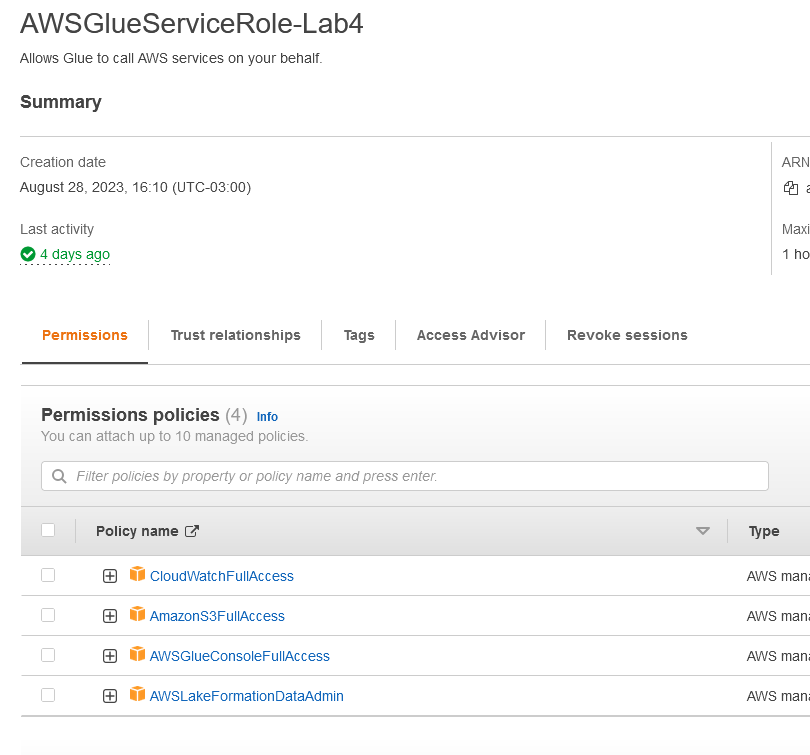 AWSGlueServiceRole-Lab4
Allows Glue to call AWS services on your behalf.
Summary
Creation date
ARN
August 28, 2023, 16:10 (UTC-03:00)
a
Last activity
Maxi
4 days ago
1 ho
Permissions Trust relationships Tags Access Advisor Revoke sessions
Permissions policies (4) Info
You can attach up to 10 managed policies.
Filter policies by property or policy name and press enter.
Policy name Type
CloudWatchFullAccess AWS mana
AmazonS3FullAccess AWS mana
AWSGlueConsoleFullAccess AWS mana
AWSLakeFormationDataAdmin AWS mana